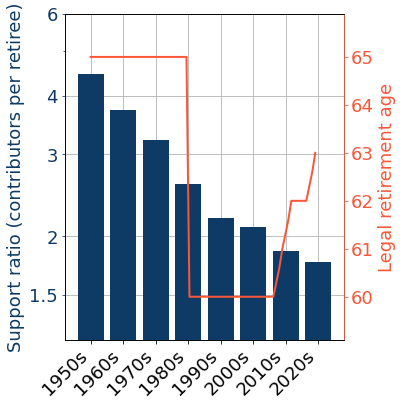 Support ratio (contributors per retiree)
6
4
3
2
1.5
65
64
63
62
61
60
Legal retirement age
1950s
1960s
1970s
1980s
1990s
2000s
2010s
2020s